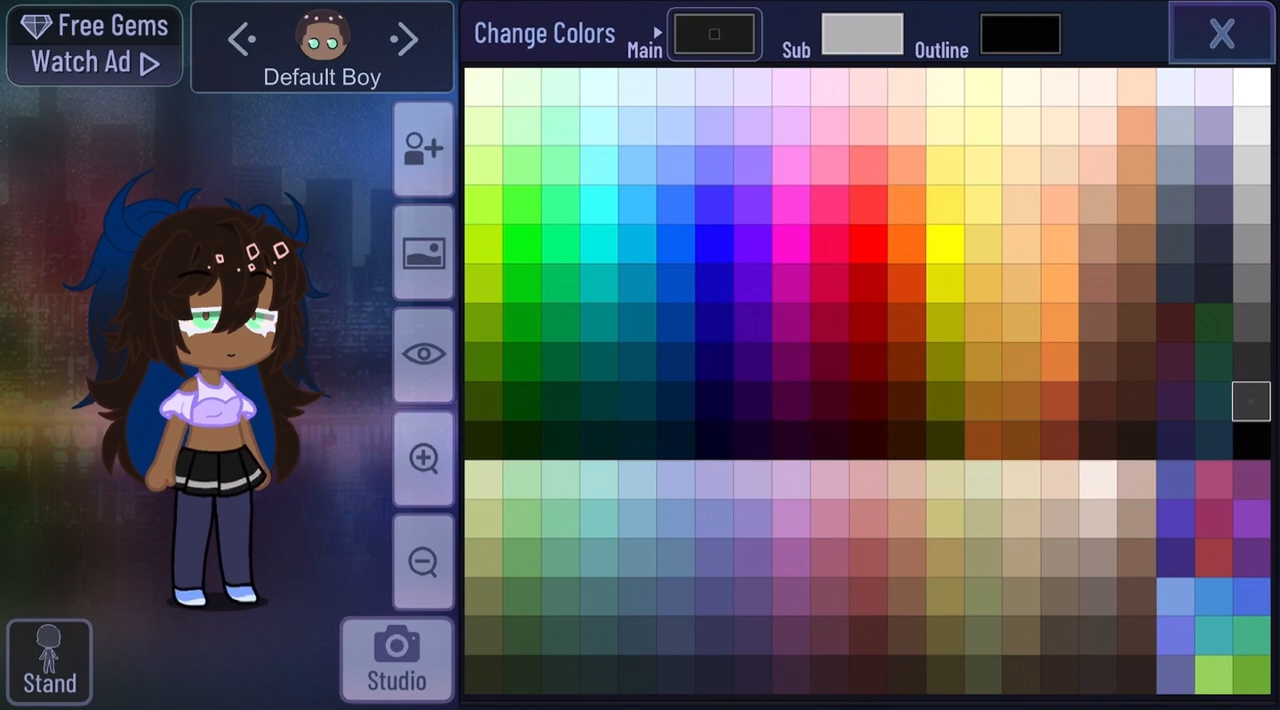 Free Gems
Watch Ad
Default Boy
Change Colors
Main
Sub
Outline
X
Stand
Studio